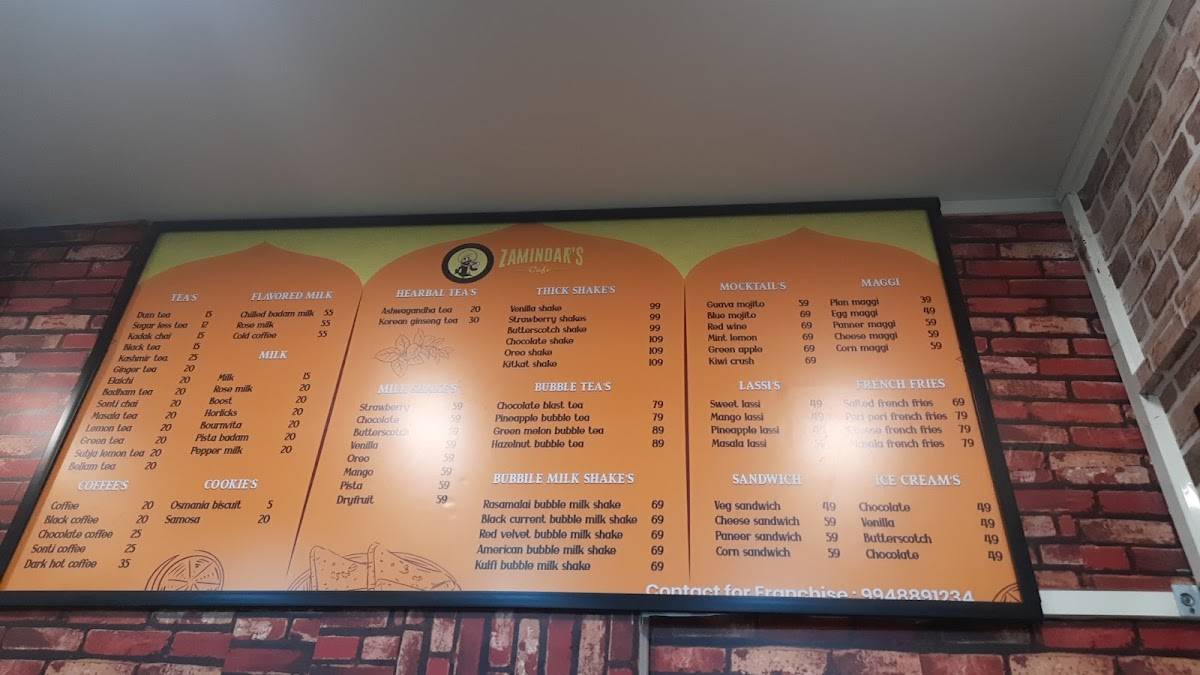 ZAMINDAR'S
Cafe
TEA'S
Dum tea 15
Segar less tea 12
Kadak chai 15
Black tea 15
Kashmir tea. 25
Ginger tea 20
Elaichi 20
Badham tea 20
Sonti chai 20
Masala tea 20
Lemon tea 20
Green tea 20
Subja lemon tea 20
Bellam tea 20
COFFEE'S
Coffee 20
Black coffee 20
Chocolate coffee 25
Sonti coffee 25
Dark hot coffee 35
FLAVORED MILK
Chilled badam milk 55
Rose milk 55
Cold coffee 55
MILK
Milk 15
Rose milk 20
Boost 20
Horlicks 20
Bournvita 20
Pista badam 20
Pepper milk 20
COOKIE'S
Osmania biscuit 5
Samosa 20
HEARBAL TEA'S
Ashwagandha tea 20
Korean ginseng tea 30
MILK SHAKES'
Strawberry 59
Chocolate 59
Butterscotch 59
Venilla 59
Oreo 59
Mango 59
Pista 59
Dryfruit 59
THICK SHAKE'S
Venilla shake 99
Strawberry shakes 99
Butterscotch shake 99
Chocolate shake 109
Oreo shake 109
Kitkat shake 109
BUBBLE TEA'S
Chocolate blast tea 79
Pineapple bubble tea 79
Green melon bubble tea 89
Hazelnut bubble tea 89
BUBBILE MILK SHAKE'S
Rasamalai bubble milk shake 69
Black current bubble milk shake 69
Red velvet bubble milk shake 69
American bubble milk shake 69
Kulfi bubble milk shake 69
MOCKTAIL'S
Guava mojito 59
Blue mojito 69
Red wine 69
Mint lemon 69
Green apple 69
Kiwi crush 69
LASSI'S
Sweet lassi 49
Mango lassi
Pineapple lassi
Masala lassi
SANDWICH
Veg sandwich 49
Cheese sandwich 59
Paneer sandwich 59
Corn sandwich 59
MAGGI
Plan maggi 39
Egg maggi 49
Panner maggi 59
Cheese maggi 59
Corn maggi 59
FRENCH FRIES
Salted french fries 69
Peri peri french fries 79
french fries 79
Masala french fries 79
ICE CREAM'S
Chocolate 49
Venilla 49
Butterscotch 49
Chocolate 49
Contact for Franchise : 9948891234